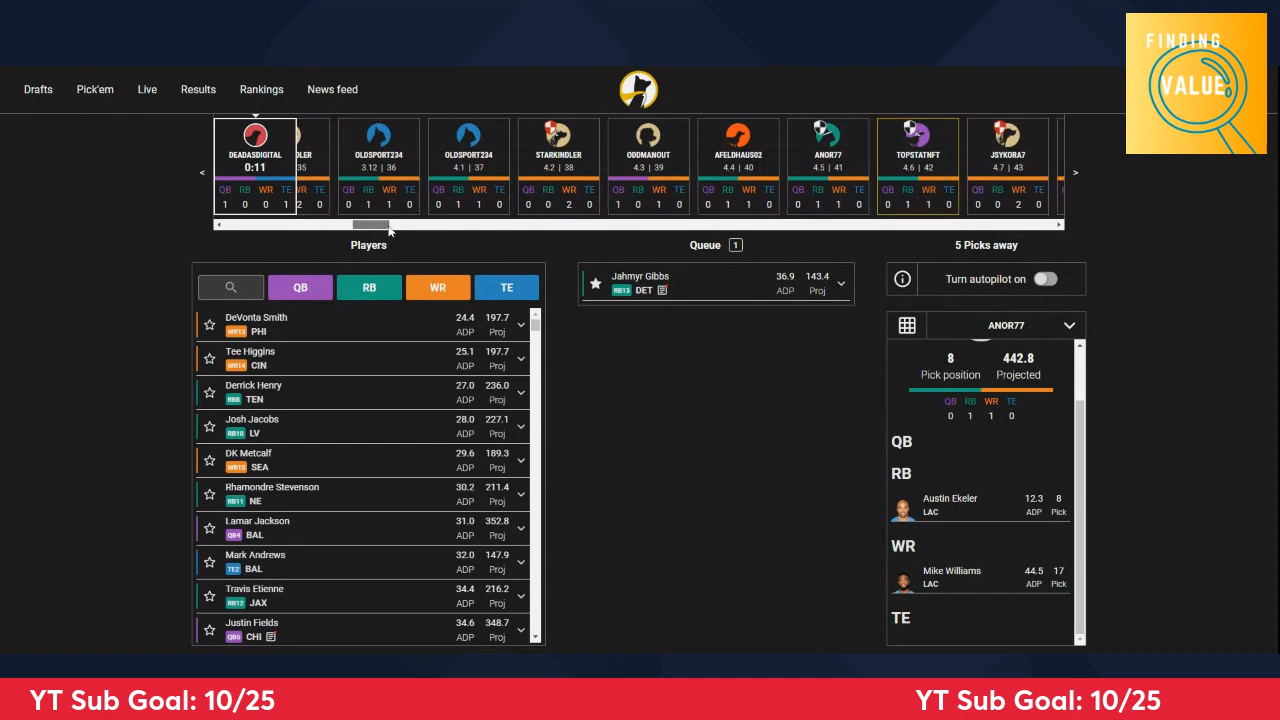 FINDING
VALUE
Drafts Pick'em Live Results Rankings News feed
DEADASDIGITAL
0:11
QB RB WR TE
1 0 0 1
DLER
35
WR TE
2 0
OLDSPORT234
3.12 | 36
QB RB WR TE
0 1 1 0
OLDSPORT234
4.1 | 37
QB RB WR TE
0 1 1 0
STARKINDLER
4.2 | 38
QB RB WR TE
0 0 2 0
ODDMANOUT
4.3 | 39
QB RB WR TE
1 0 1 0
AFELDHAUS02
4.4 | 40
QB RB WR TE
0 1 1 0
ANOR77
4.5 | 41
QB RB WR TE
0 1 1 0
TOPSTATNFT
4.6 | 42
QB RB WR TE
0 1 1 0
JSYKORA7
4.7 | 43
QB RB WR TE
0 0 2 0
Players
QB RB WR TE
DeVonta Smith 24.4 197.7
WR13 PHI ADP Proj
Tee Higgins 25.1 197.7
WR14 CIN ADP Proj
Derrick Henry 27.0 236.0
RB8 TEN ADP Proj
Josh Jacobs 28.0 227.1
RB10 LV ADP Proj
DK Metcalf 29.6 189.3
WR15 SEA ADP Proj
Rhamondre Stevenson 30.2 211.4
RB11 NE ADP Proj
Lamar Jackson 31.0 352.8
QB4 BAL ADP Proj
Mark Andrews 32.0 147.9
TE2 BAL ADP Proj
Travis Etienne 34.4 216.2
RB12 JAX ADP Proj
Justin Fields 34.6 348.7
QB5 CHI ADP Proj
Queue 1
Jahmyr Gibbs 36.9 143.4
RB13 DET ADP Proj
5 Picks away
Turn autopilot on
ANOR77
8 442.8
Pick position Projected
QB RB WR TE
0 1 1 0
QB
RB
Austin Ekeler 12.3 8
LAC ADP Pick
WR
Mike Williams 44.5 17
LAC ADP Pick
TE
YT Sub Goal: 10/25
YT Sub Goal: 10/25